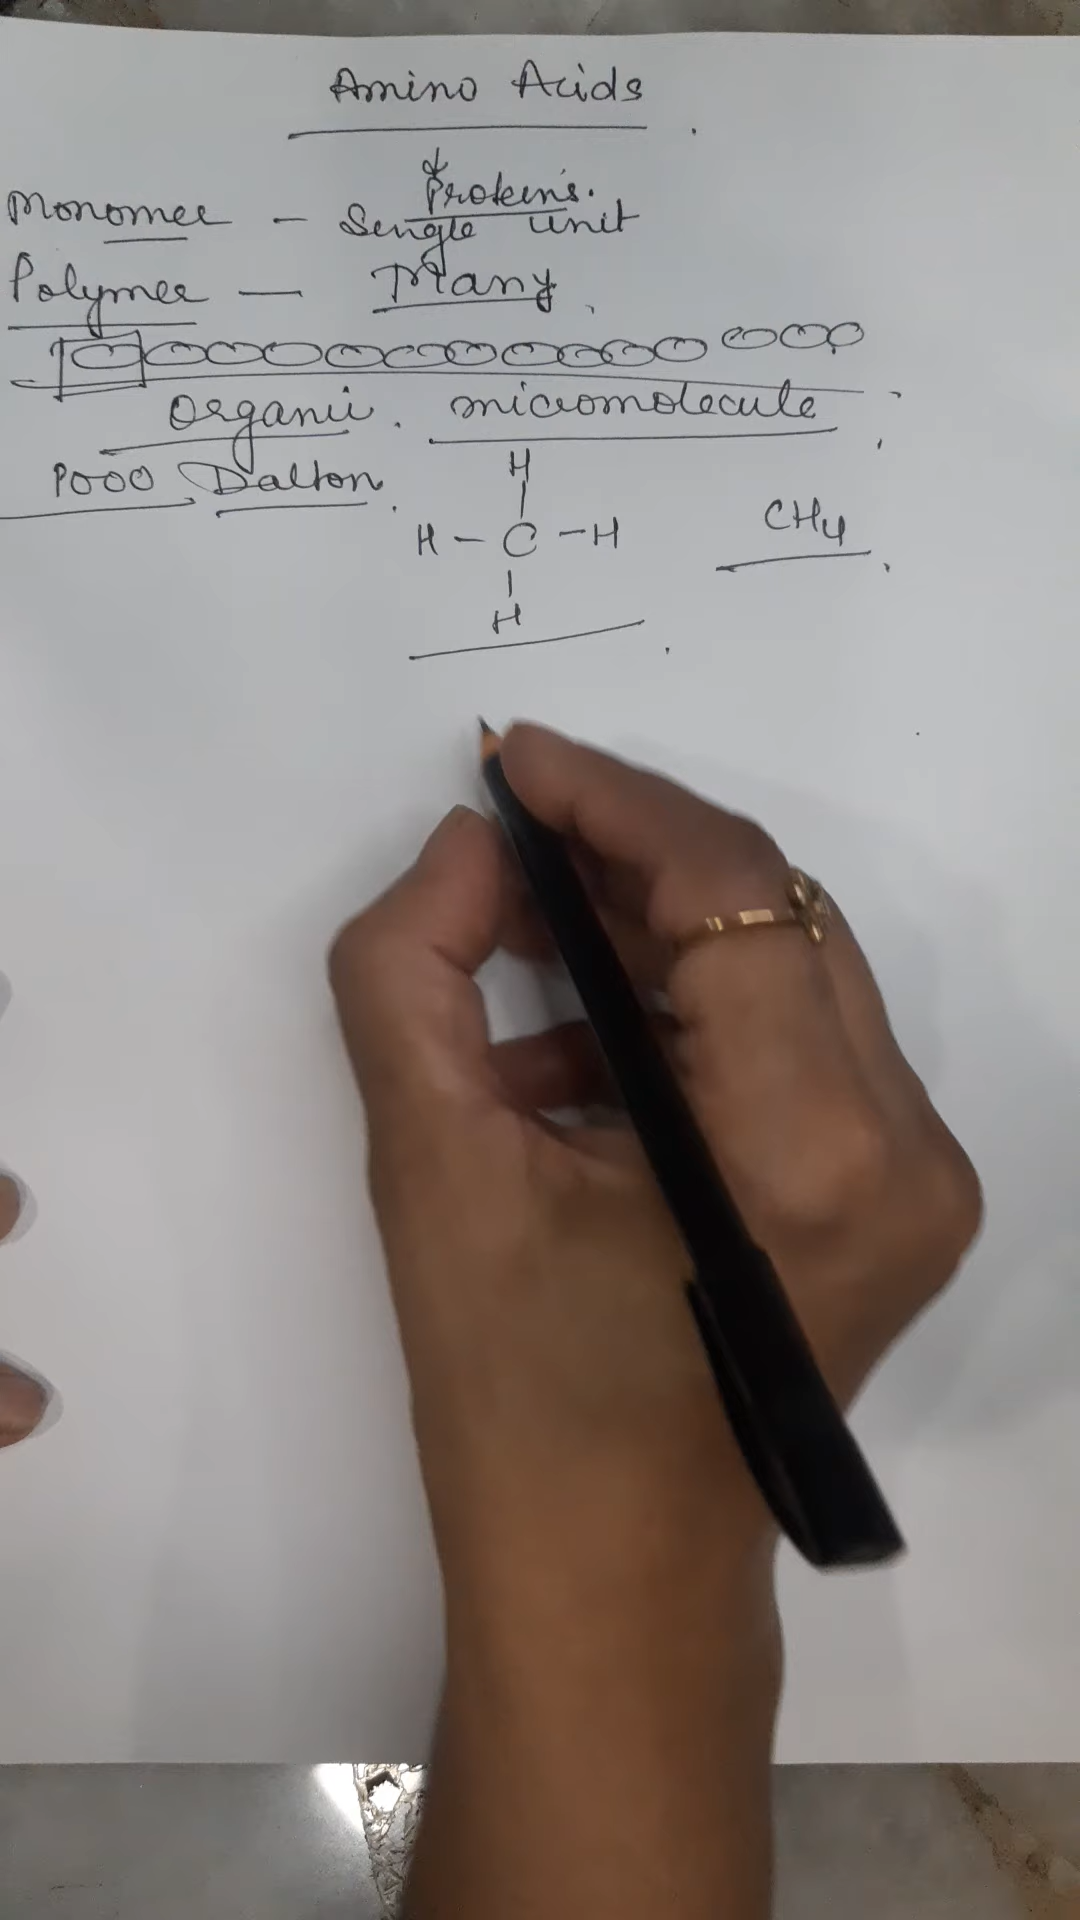 Amino Acids
Proteins.
Monomer — Single unit
Polymer — Many
Organic. micromolecule
1000 Dalton.
H
H — C — H
H
CH4